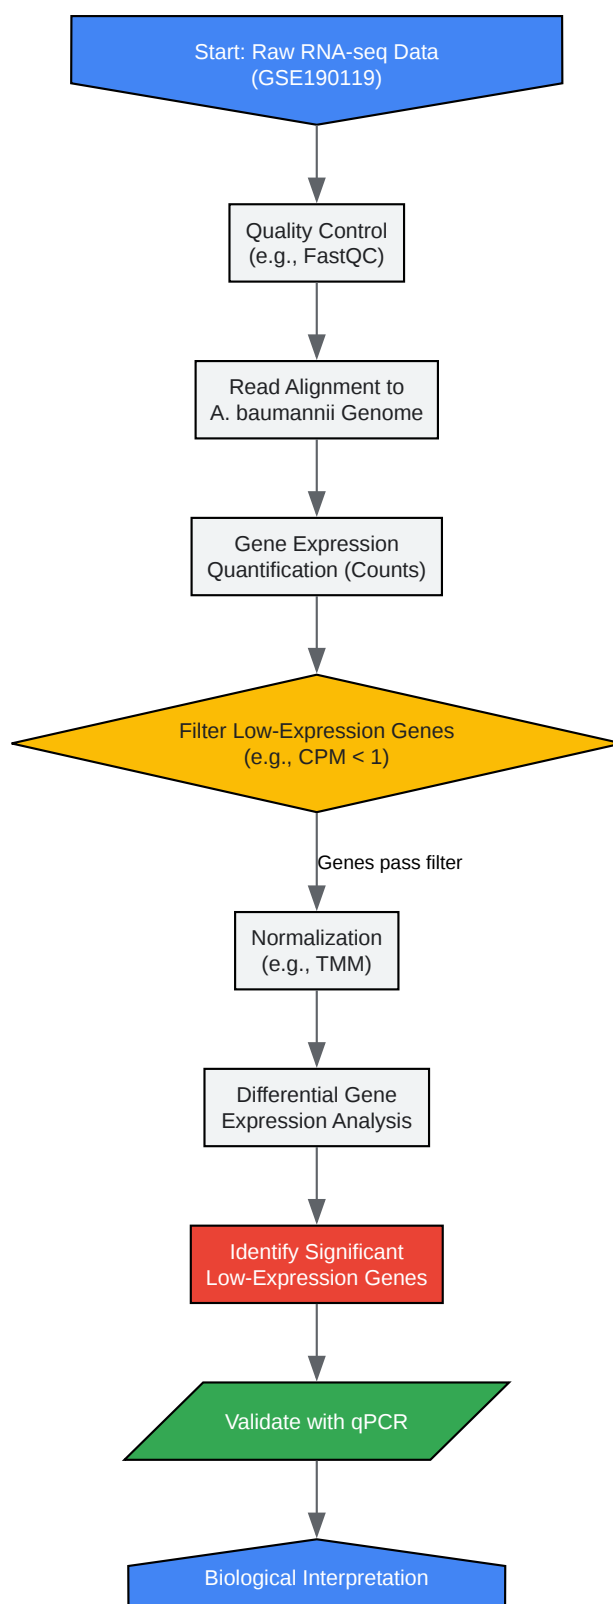 Start: Raw RNA-seq Data
(GSE190119)
Quality Control
(e.g., FastQC)
Read Alignment to
A. baumannii Genome
Gene Expression
Quantification (Counts)
Filter Low-Expression Genes
(e.g., CPM < 1)
Genes pass filter
Normalization
(e.g., TMM)
Differential Gene
Expression Analysis
Identify Significant
Low-Expression Genes
Validate with qPCR
Biological Interpretation